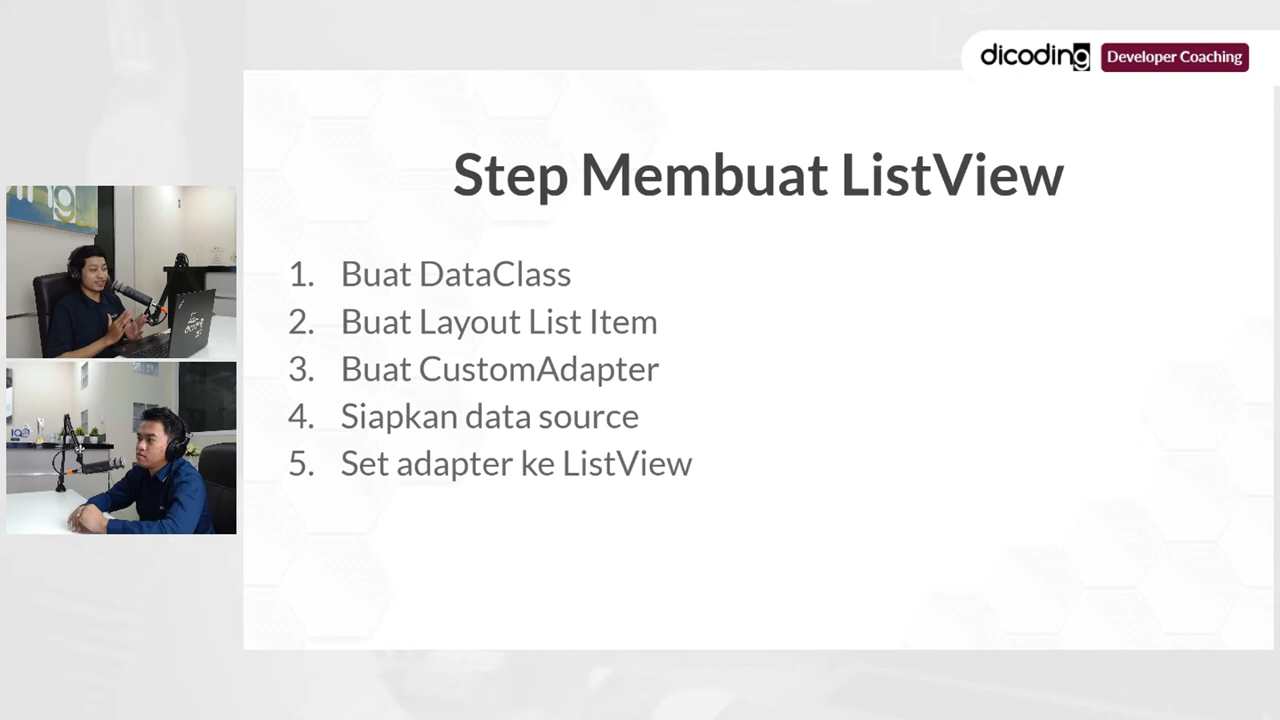 dicoding Developer Coaching
Step Membuat ListView
1. Buat DataClass
2. Buat Layout List Item
3. Buat CustomAdapter
4. Siapkan data source
5. Set adapter ke ListView